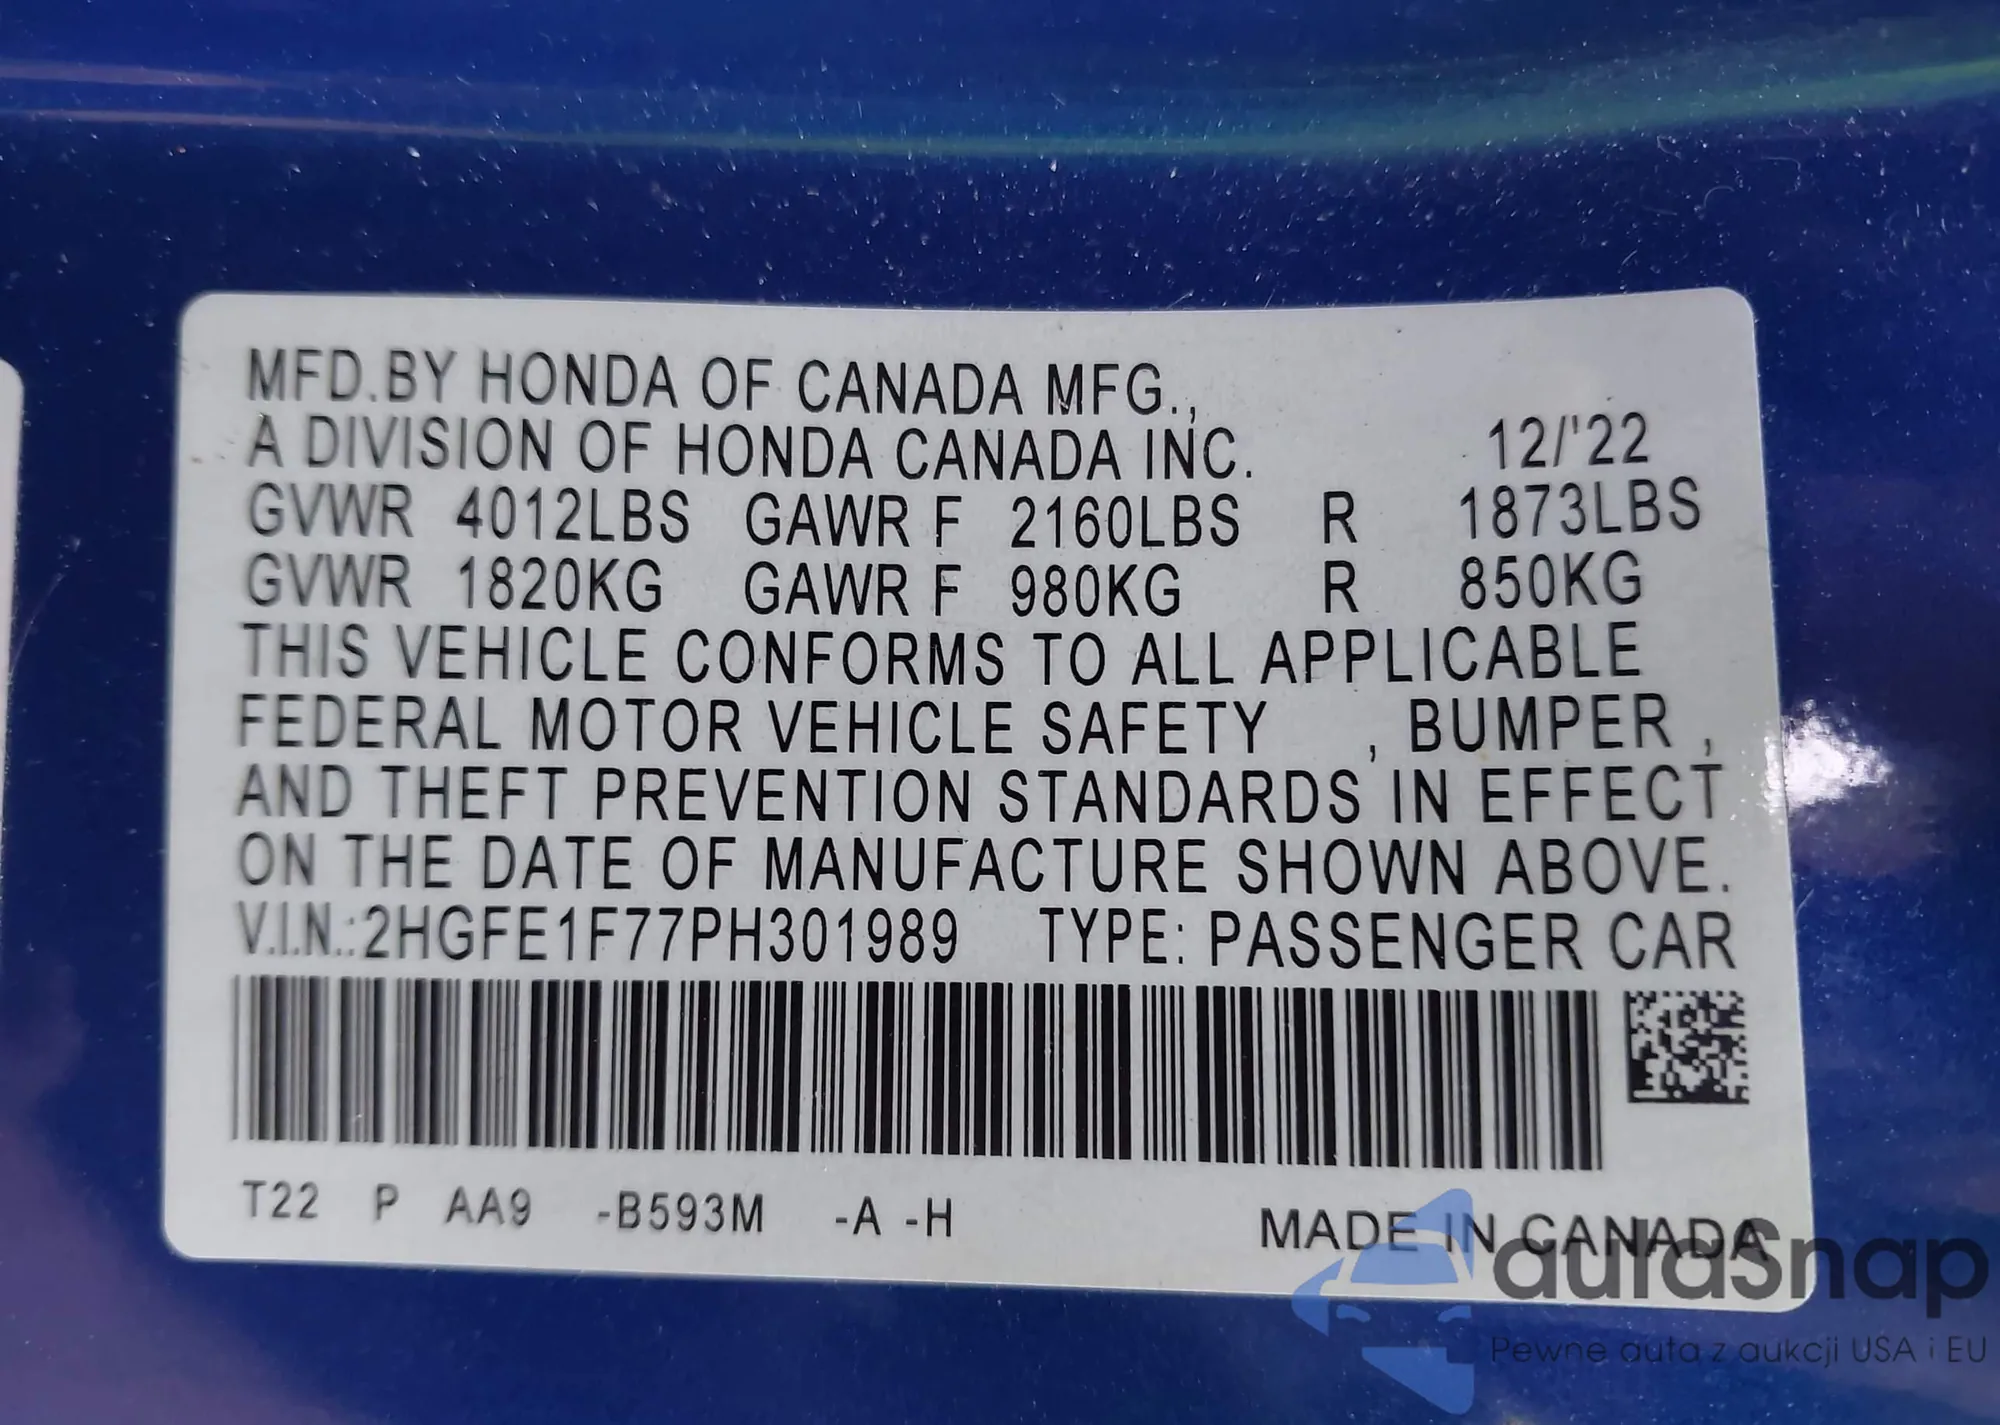 MFD.BY HONDA OF CANADA MFG.,
A DIVISION OF HONDA CANADA INC. 12/'22
GVWR 4012LBS GAWR F 2160LBS R 1873LBS
GVWR 1820KG GAWR F 980KG R 850KG
THIS VEHICLE CONFORMS TO ALL APPLICABLE
FEDERAL MOTOR VEHICLE SAFETY , BUMPER ,
AND THEFT PREVENTION STANDARDS IN EFFECT
ON THE DATE OF MANUFACTURE SHOWN ABOVE.
V.I.N.:2HGFE1F77PH301989 TYPE: PASSENGER CAR
T22 P AA9 -B593M -A -H
MADE IN CANADA
autaSnap
Pewne auta z aukcji USA i EU